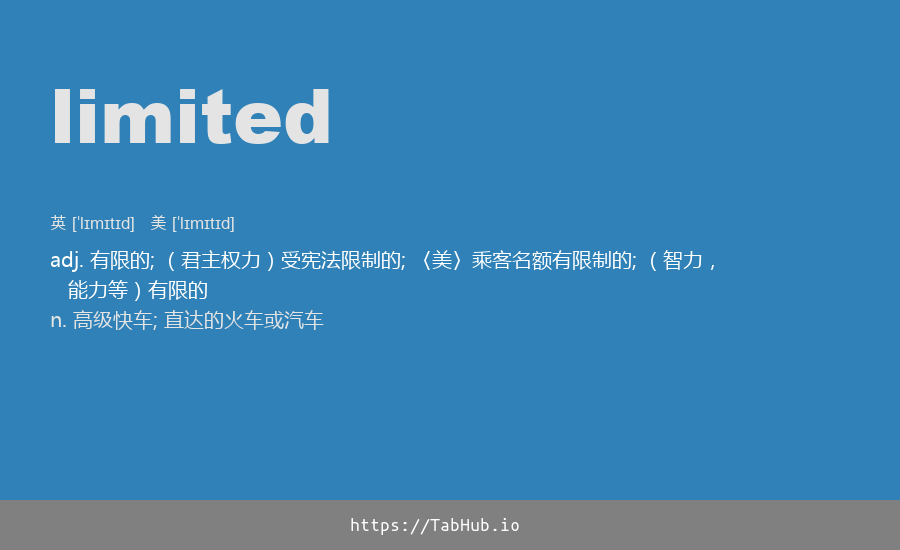 limited
英 [ˈlɪmɪtɪd] 美 [ˈlɪmɪtɪd]
adj. 有限的; （君主权力）受宪法限制的; 〈美〉乘客名额有限制的; （智力，
能力等）有限的
n. 高级快车; 直达的火车或汽车
https://TabHub.io